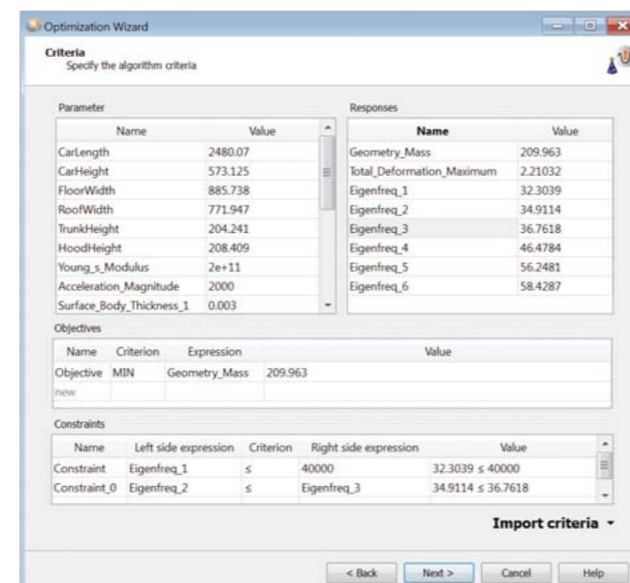 Optimization Wizard
Criteria
Specify the algorithm criteria
Parameter
Name Value
CarLength 2480.07
CarHeight 573.125
FloorWidth 885.738
RoofWidth 771.947
TrunkHeight 204.241
HoodHeight 208.409
Young_s_Modulus 2e+11
Acceleration_Magnitude 2000
Surface_Body_Thickness_1 0.003
Responses
Name Value
Geometry_Mass 209.963
Total_Deformation_Maximum 2.21032
Eigenfreq_1 32.3039
Eigenfreq_2 34.9114
Eigenfreq_3 36.7618
Eigenfreq_4 46.4784
Eigenfreq_5 56.2481
Eigenfreq_6 58.4287
Objectives
Name Criterion Expression Value
Objective MIN Geometry_Mass 209.963
new
Constraints
Name Left side expression Criterion Right side expression Value
Constraint Eigenfreq_1 ≤ 40000 32.3039 ≤ 40000
Constraint_0 Eigenfreq_2 ≤ Eigenfreq_3 34.9114 ≤ 36.7618
Import criteria
< Back Next > Cancel Help